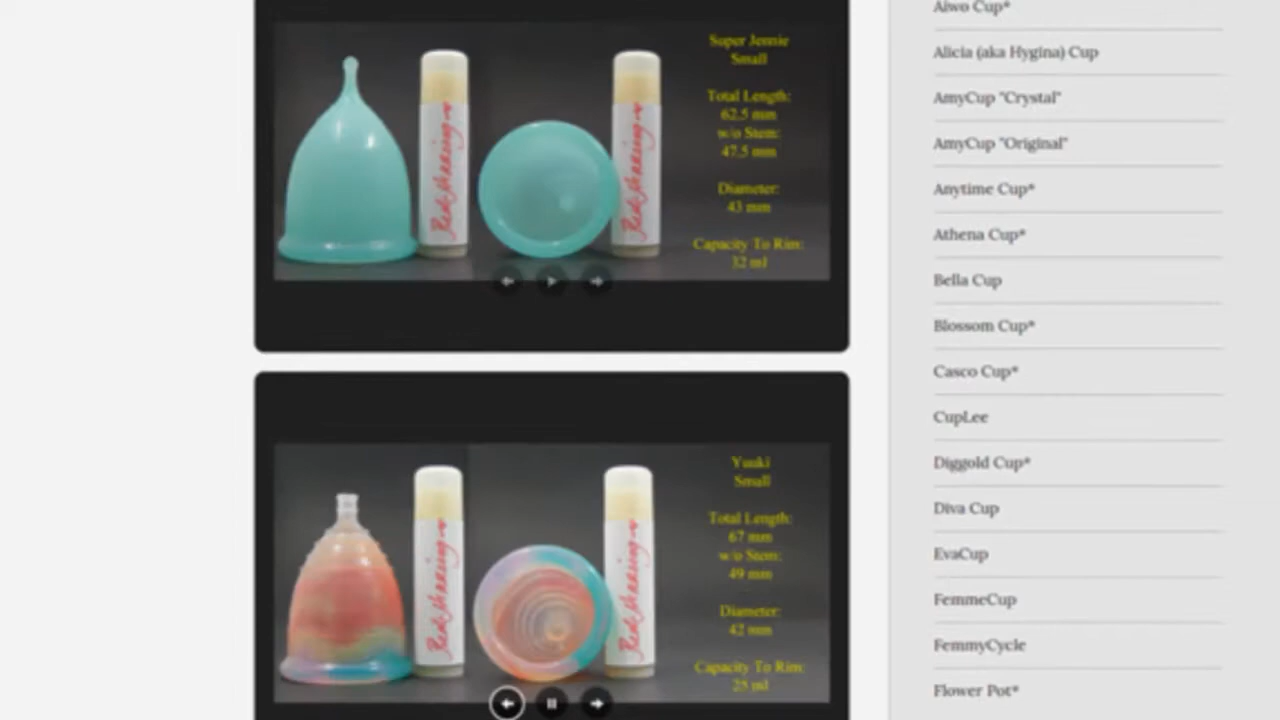 Super Jennie
Small
Total Length:
62.5 mm
w/o Stem:
47.5 mm
Diameter:
43 mm
Capacity To Rim:
32 ml
Yuuki
Small
Total Length:
67 mm
w/o Stem:
49 mm
Diameter:
42 mm
Capacity To Rim:
25 ml
Aiwo Cup*
Alicia (aka Hygina) Cup
AmyCup "Crystal"
AmyCup "Original"
Anytime Cup*
Athena Cup*
Bella Cup
Blossom Cup*
Casco Cup*
CupLee
Diggold Cup*
Diva Cup
EvaCup
FemmeCup
FemmyCycle
Flower Pot*